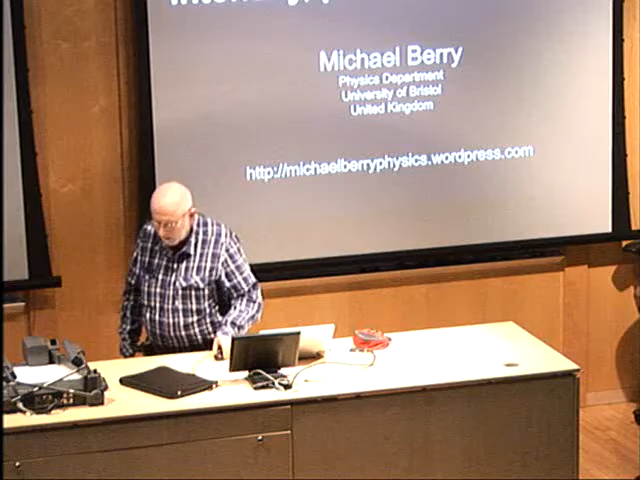 Michael Berry
Physics Department
University of Bristol
United Kingdom
http://michaelberryphysics.wordpress.com